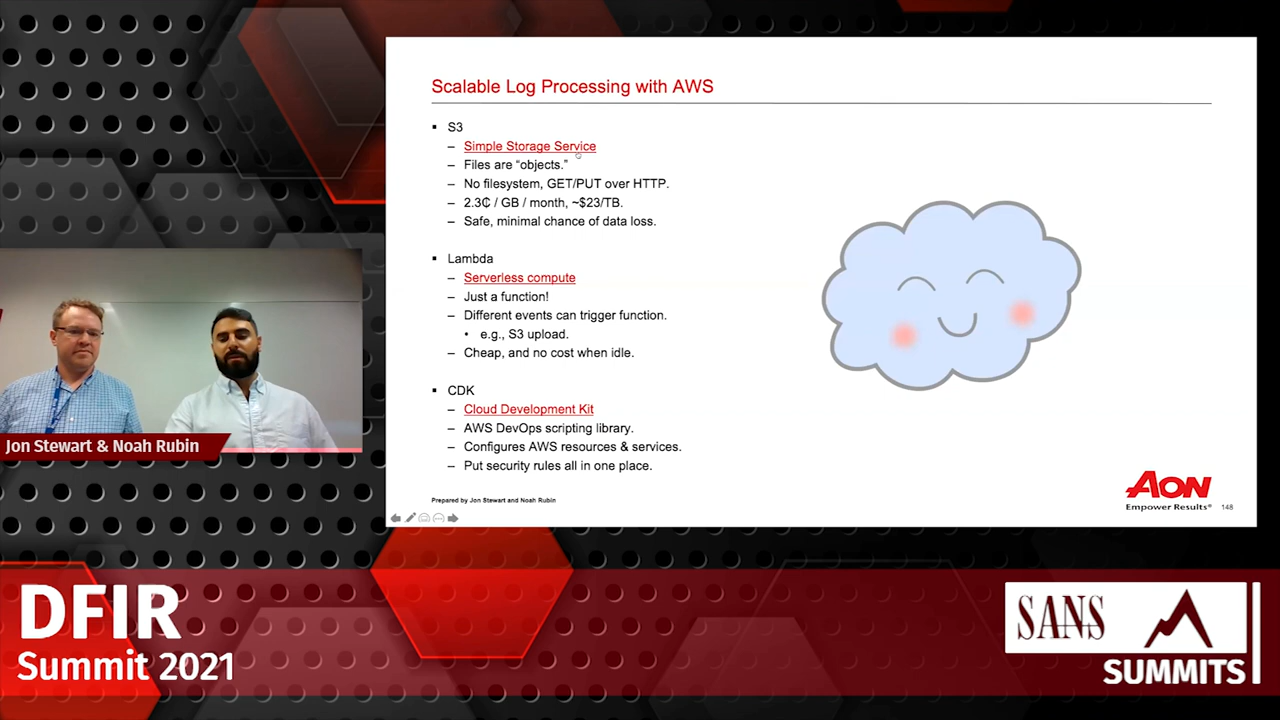 Scalable Log Processing with AWS
▪ S3
– Simple Storage Service
– Files are “objects.”
– No filesystem, GET/PUT over HTTP.
– 2.3₵ / GB / month, ~$23/TB.
– Safe, minimal chance of data loss.
▪ Lambda
– Serverless compute
– Just a function!
– Different events can trigger function.
• e.g., S3 upload.
– Cheap, and no cost when idle.
▪ CDK
– Cloud Development Kit
– AWS DevOps scripting library.
– Configures AWS resources & services.
– Put security rules all in one place.
Prepared by Jon Stewart and Noah Rubin
AON
Empower Results®
148
Jon Stewart & Noah Rubin
DFIR
Summit 2021
SANS
SUMMITS